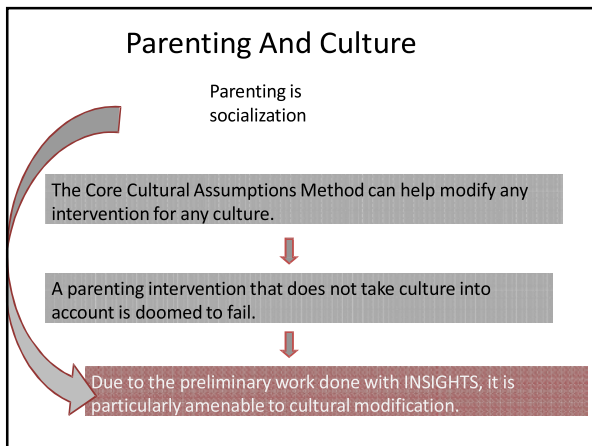 Parenting And Culture
Parenting is
socialization
The Core Cultural Assumptions Method can help modify any
intervention for any culture.
A parenting intervention that does not take culture into
account is doomed to fail.
Due to the preliminary work done with INSIGHTS, it is
particularly amenable to cultural modification.